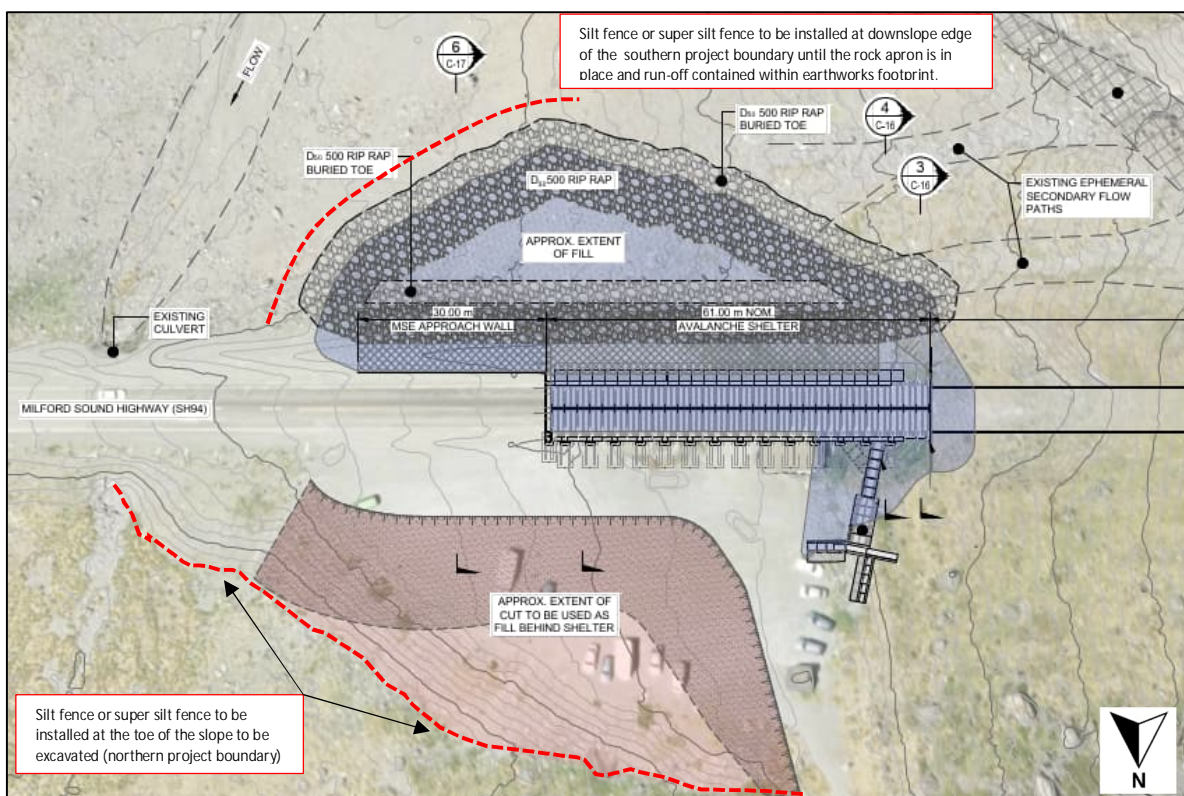 Silt fence or super silt fence to be installed at downslope edge
of the southern project boundary until the rock apron is in
place and run-off contained within earthworks footprint.
6
C-17
FLOW
D₅₀ 500 RIP RAP
BURIED TOE
4
C-16
D₅₀ 500 RIP RAP
BURIED TOE
3
C-16
D₅₀ 500 RIP RAP
EXISTING EPHEMERAL
SECONDARY FLOW
PATHS
APPROX. EXTENT
OF FILL
EXISTING
CULVERT
30.00 m
MSE APPROACH WALL
61.00 m NOM.
AVALANCHE SHELTER
MILFORD SOUND HIGHWAY (SH94)
APPROX. EXTENT OF
CUT TO BE USED AS
FILL BEHIND SHELTER
Silt fence or super silt fence to be
installed at the toe of the slope to be
excavated (northern project boundary)
N